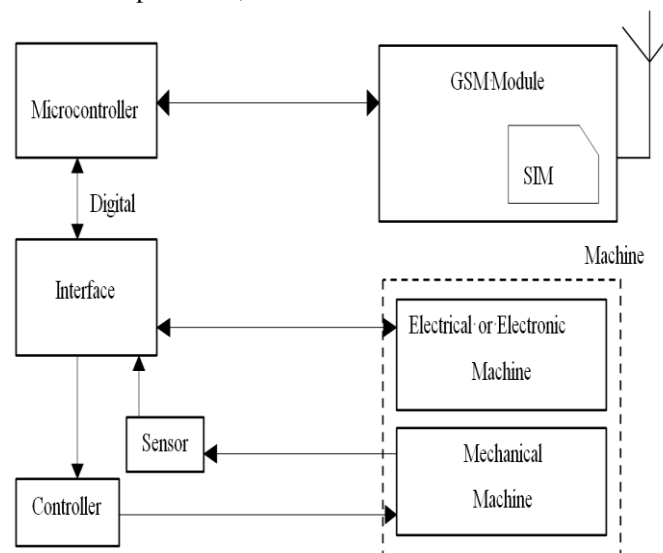 GSM Module
Microcontroller
SIM
Digital
Machine
Interface
Electrical or Electronic
Machine
Sensor
Mechanical
Machine
Controller